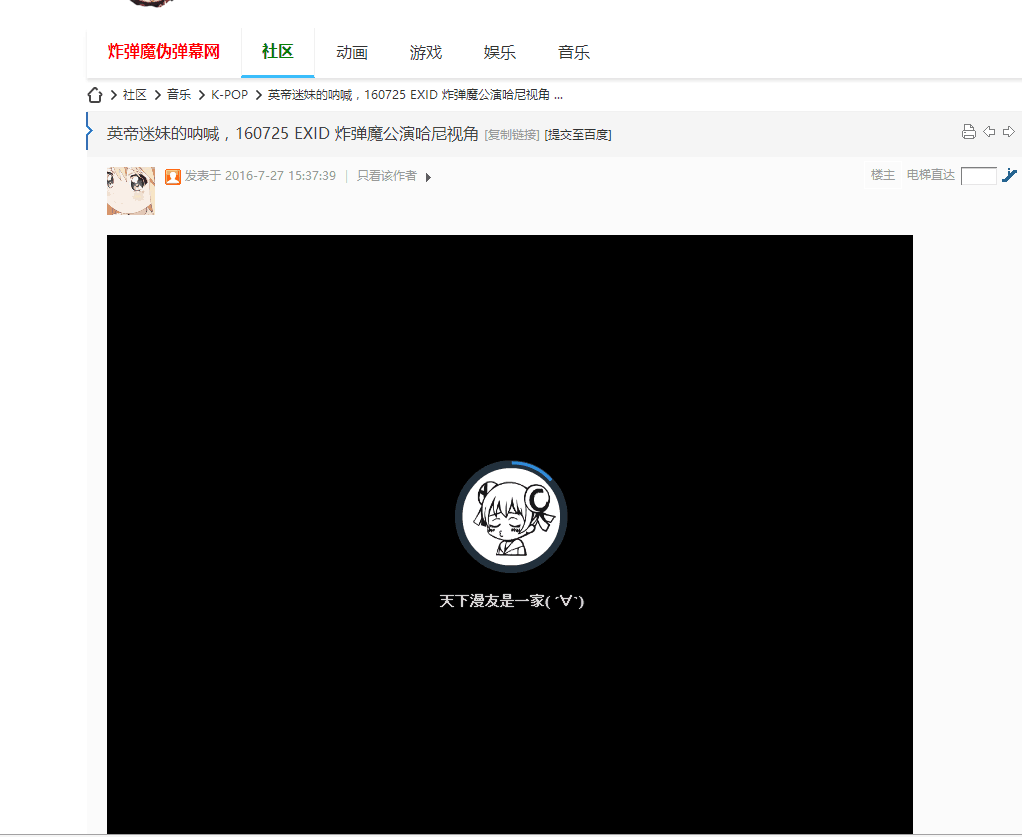 炸弹魔伪弹幕网 社区 动画 游戏 娱乐 音乐
社区 音乐 K-POP 英帝迷妹的呐喊，160725 EXID 炸弹魔公演哈尼视角 ...
英帝迷妹的呐喊，160725 EXID 炸弹魔公演哈尼视角 [复制链接] [提交至百度]
发表于 2016-7-27 15:37:39 | 只看该作者 楼主 电梯直达
天下漫友是一家( ´∀`)